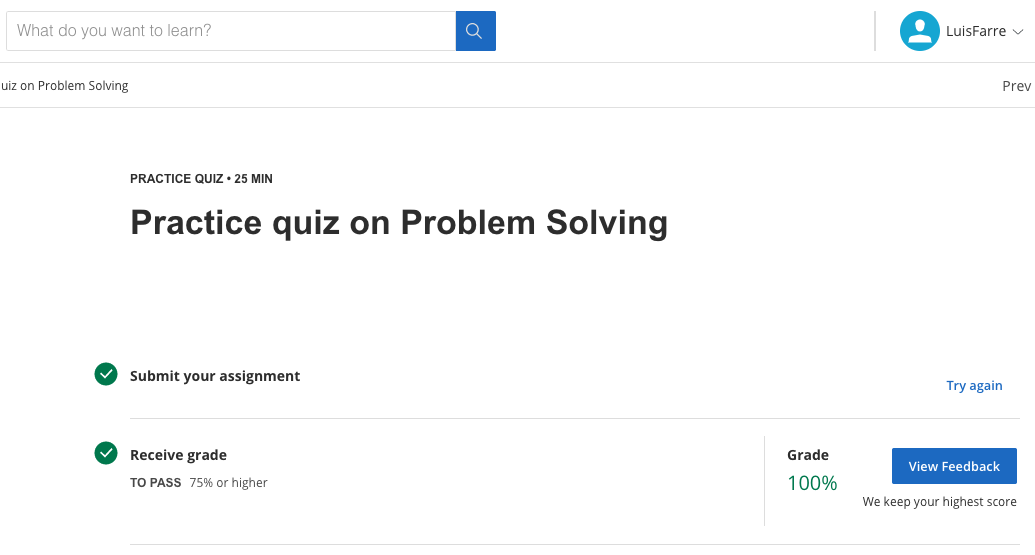 What do you want to learn?
LuisFarre
uiz on Problem Solving
Prev
PRACTICE QUIZ • 25 MIN
Practice quiz on Problem Solving
Submit your assignment
Try again
Receive grade
TO PASS 75% or higher
Grade
100%
View Feedback
We keep your highest score